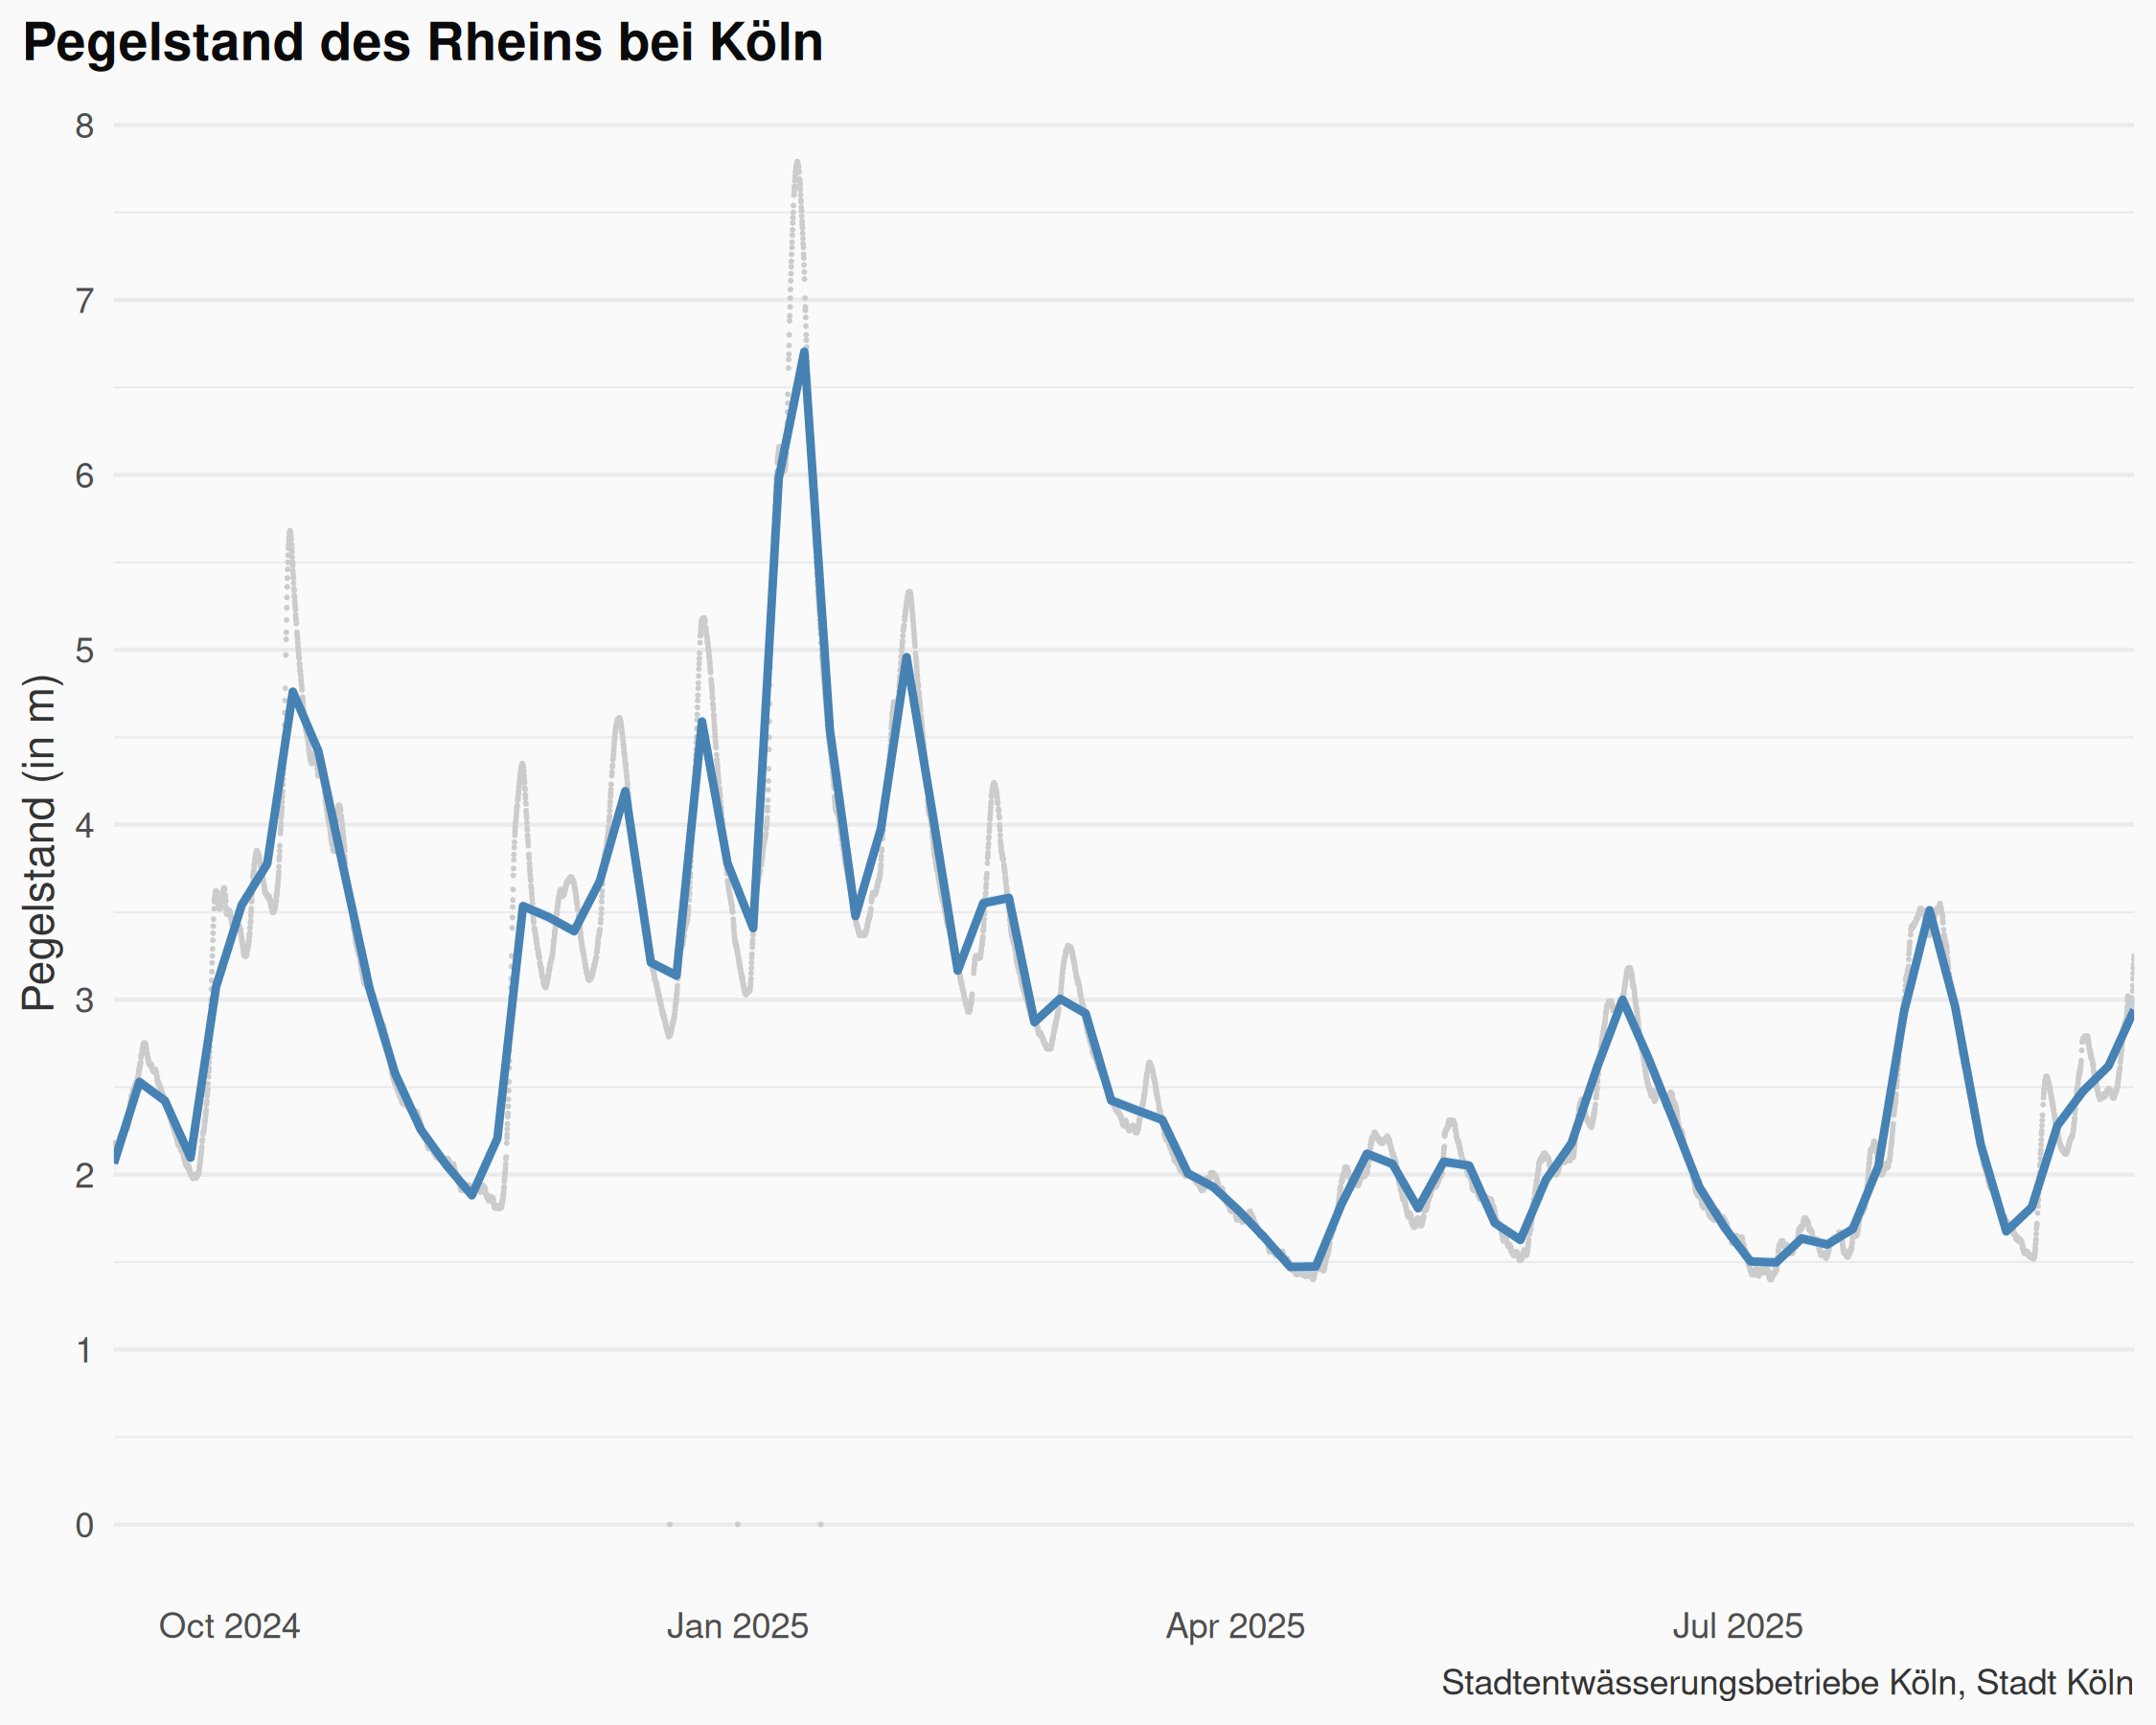 Pegelstand des Rheins bei Köln
Pegelstand (in m)
8
7
6
5
4
3
2
1
0
Oct 2024 Jan 2025 Apr 2025 Jul 2025
Stadtentwässerungsbetriebe Köln, Stadt Köln